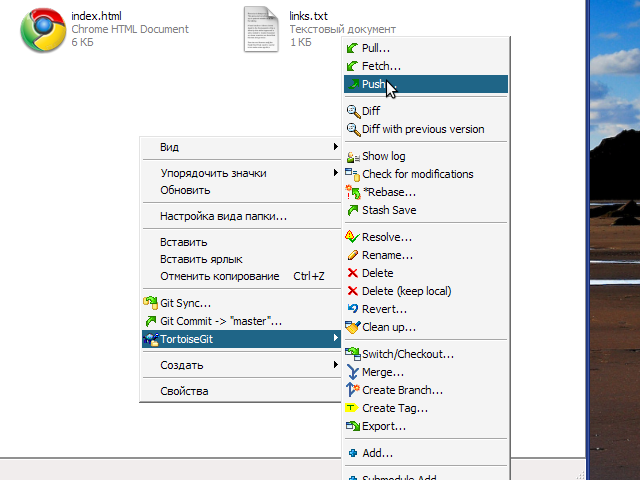 index.html
Chrome HTML Document
6 КБ
links.txt
Текстовый документ
1 КБ
Вид
Упорядочить значки
Обновить
Настройка вида папки...
Вставить
Вставить ярлык
Отменить копирование Ctrl+Z
Git Sync...
Git Commit -> "master"...
TortoiseGit
Создать
Свойства
Pull...
Fetch...
Push...
Diff
Diff with previous version
Show log
Check for modifications
*Rebase...
Stash Save
Resolve...
Rename...
Delete
Delete (keep local)
Revert...
Clean up...
Switch/Checkout...
Merge...
Create Branch...
Create Tag...
Export...
Add...
Submodule Add